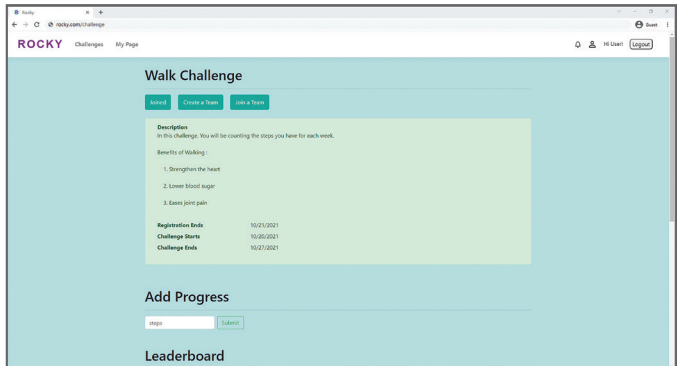 Rocky
rocky.com/challenge
Guest
ROCKY Challenges My Page Hi User! Logout
Walk Challenge
Joined Create a Team Join a Team
Description
In this challenge, You will be counting the steps you have for each week.
Benefits of Walking :
1. Strengthen the heart
2. Lower blood sugar
3. Eases joint pain
Registration Ends 10/21/2021
Challenge Starts 10/20/2021
Challenge Ends 10/27/2021
Add Progress
steps Submit
Leaderboard